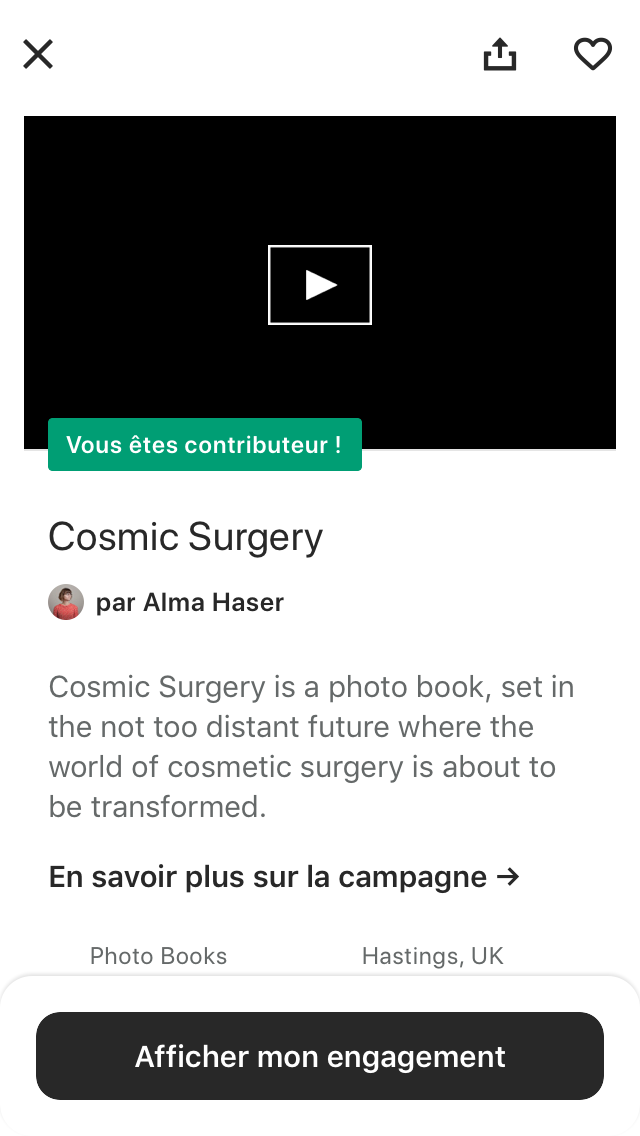 Vous êtes contributeur !
Cosmic Surgery
par Alma Haser
Cosmic Surgery is a photo book, set in
the not too distant future where the
world of cosmetic surgery is about to
be transformed.
En savoir plus sur la campagne →
Photo Books
Hastings, UK
Afficher mon engagement